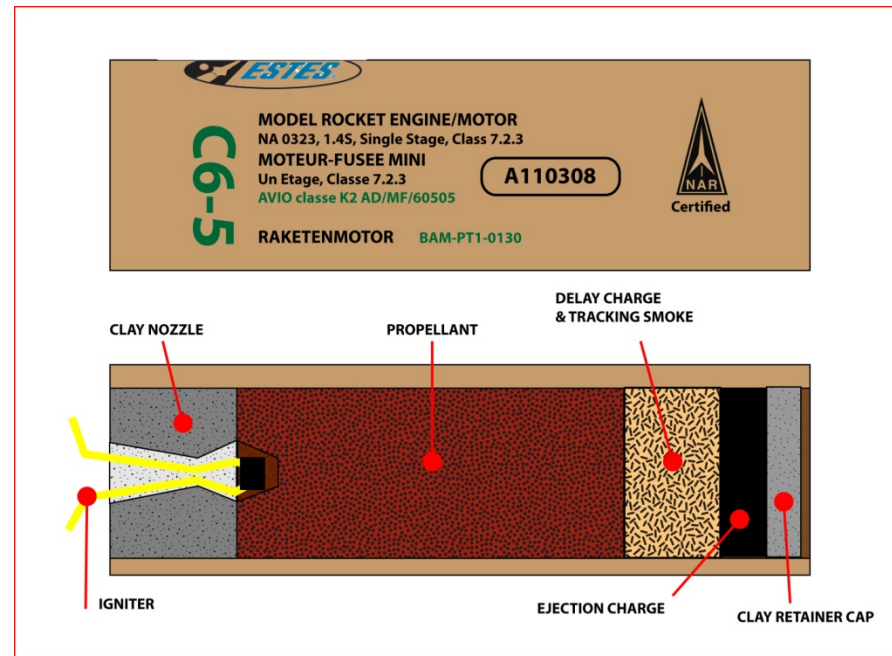 ESTES
C6-5
MODEL ROCKET ENGINE/MOTOR
NA 0323, 1.4S, Single Stage, Class 7.2.3
MOTEUR-FUSEE MINI
Un Etage, Classe 7.2.3
AVIO classe K2 AD/MF/60505
RAKETENMOTOR BAM-PT1-0130
A110308
NAR
Certified
DELAY CHARGE
& TRACKING SMOKE
CLAY NOZZLE
PROPELLANT
IGNITER
EJECTION CHARGE
CLAY RETAINER CAP